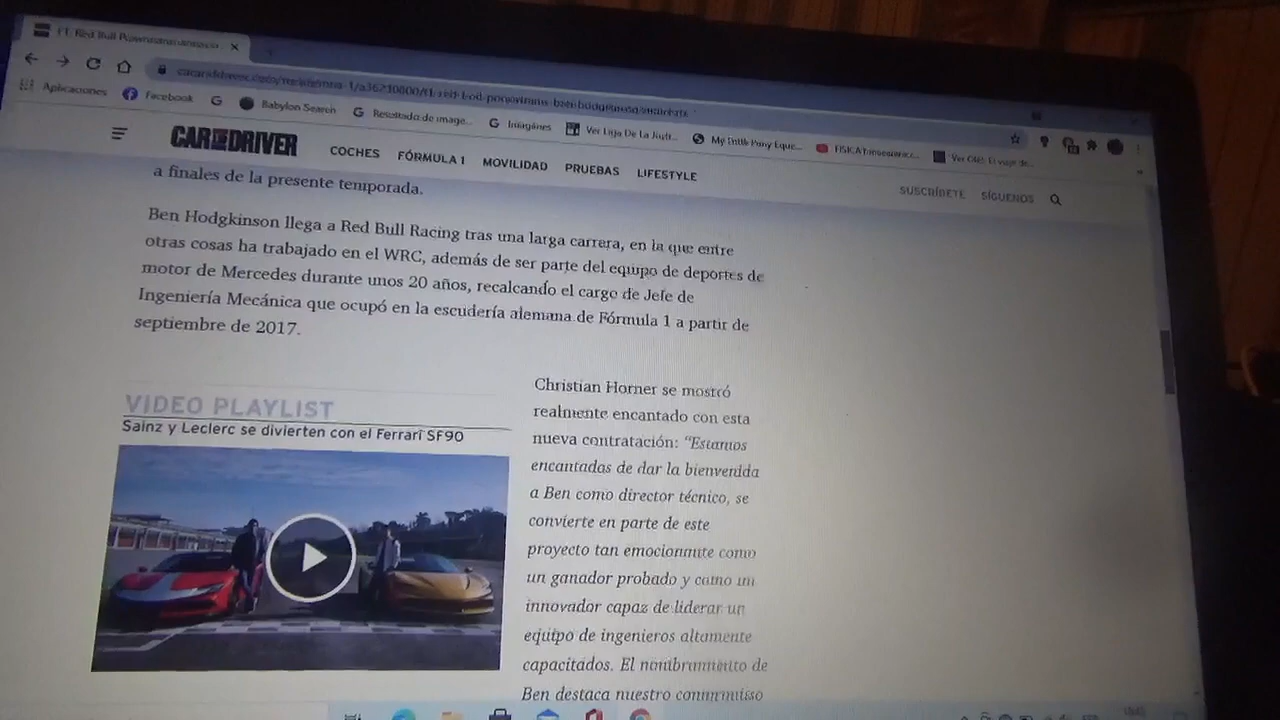 F1: Red Bull
Aplicaciones
Facebook
Babylon Search
Resultado de image...
Imágenes
Ver Liga De La Justi...
My Little Pony Eque...
CAR AND DRIVER
COCHES FÓRMULA 1 MOVILIDAD PRUEBAS LIFESTYLE
SUSCRÍBETE SÍGUENOS
a finales de la presente temporada.
Ben Hodgkinson llega a Red Bull Racing tras una larga carrera, en la que entre
otras cosas ha trabajado en el WRC, además de ser parte del equipo de deportes de
motor de Mercedes durante unos 20 años, recalcando el cargo de Jefe de
Ingeniería Mecánica que ocupó en la escudería alemana de Fórmula 1 a partir de
septiembre de 2017.
VIDEO PLAYLIST
Sainz y Leclerc se divierten con el Ferrari SF90
Christian Horner se mostró
realmente encantado con esta
nueva contratación: "Estamos
encantados de dar la bienvenida
a Ben como director técnico, se
convierte en parte de este
proyecto tan emocionante como
un ganador probado y como un
innovador capaz de liderar un
equipo de ingenieros altamente
capacitados. El nombramiento de
Ben destaca nuestro compromiso